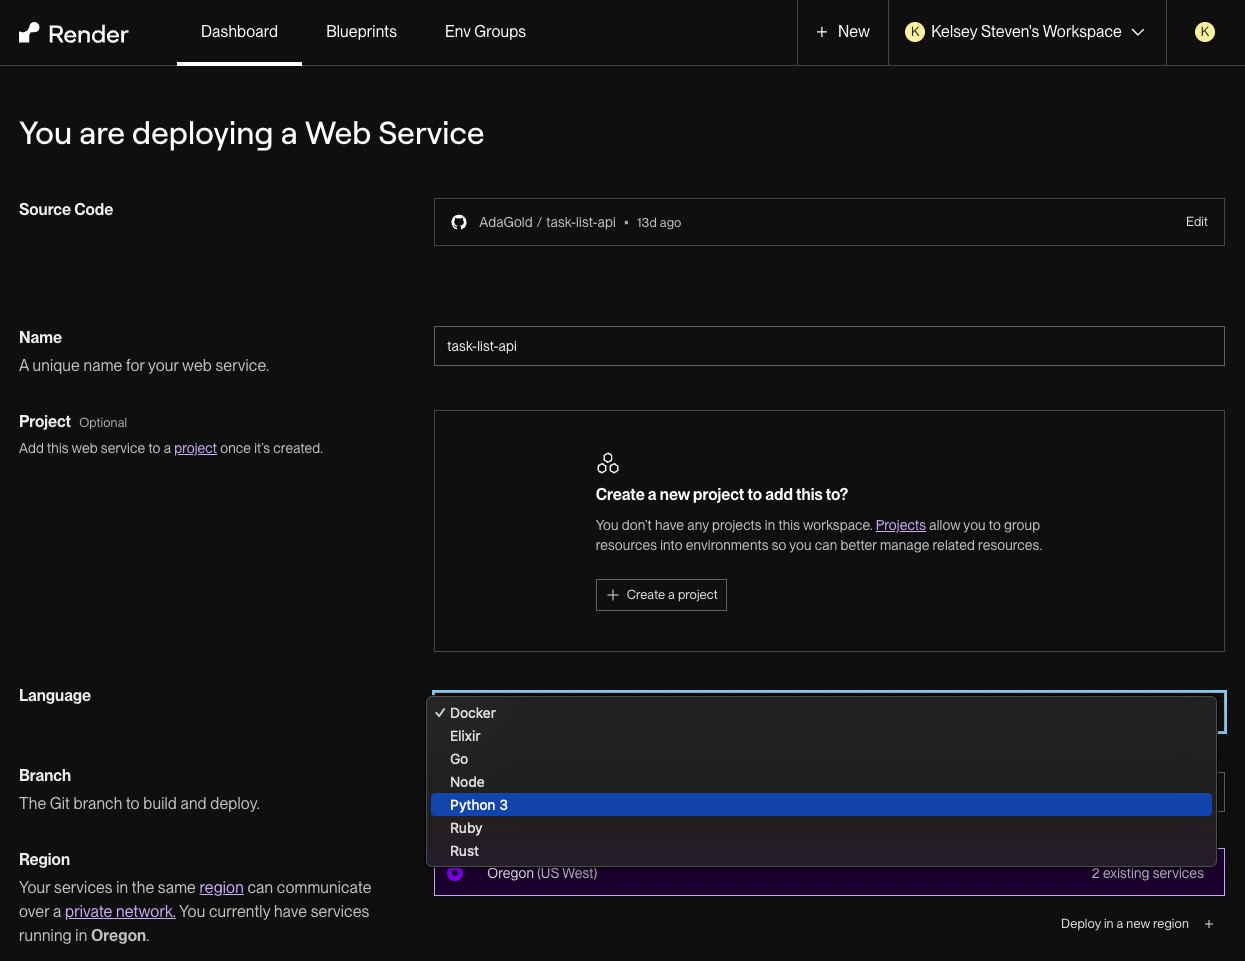 Render
Dashboard
Blueprints
Env Groups
+ New
K Kelsey Steven's Workspace
K
You are deploying a Web Service
Source Code
AdaGold / task-list-api • 13d ago
Edit
Name
A unique name for your web service.
task-list-api
Project Optional
Add this web service to a project once it's created.
Create a new project to add this to?
You don't have any projects in this workspace. Projects allow you to group
resources into environments so you can better manage related resources.
+ Create a project
Language
✓ Docker
Elixir
Go
Node
Python 3
Ruby
Rust
Branch
The Git branch to build and deploy.
Region
Your services in the same region can communicate
over a private network. You currently have services
running in Oregon.
Oregon (US West)
2 existing services
Deploy in a new region +